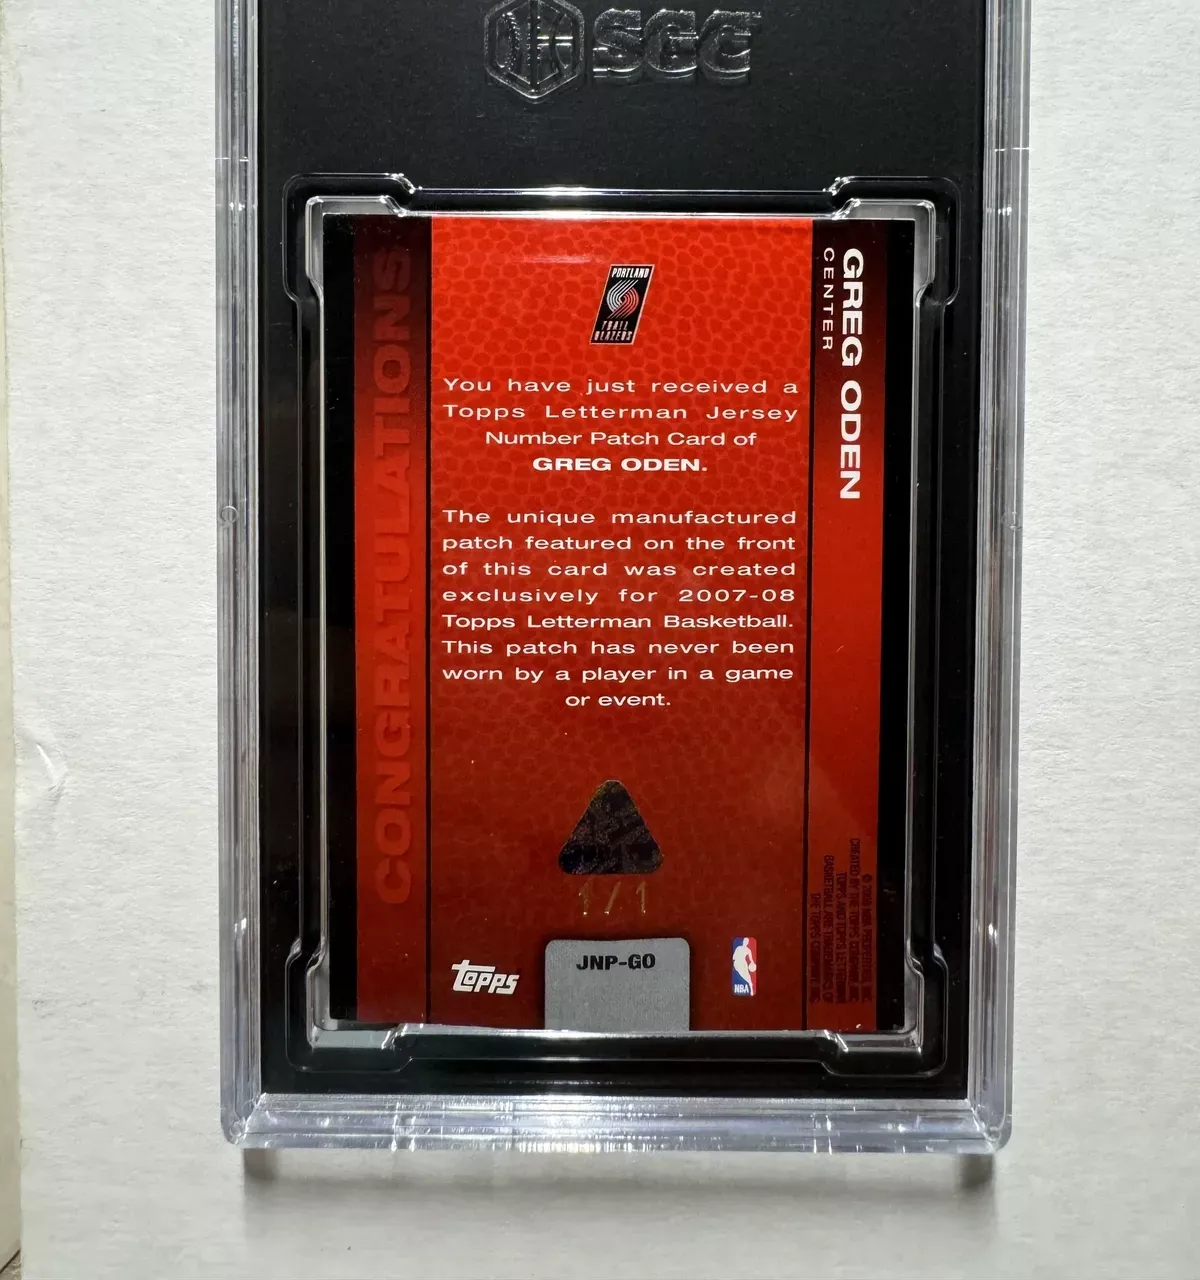 SGC
PORTLAND
TRAIL
BLAZERS
CONGRATULATIONS
You have just received a
Topps Letterman Jersey
Number Patch Card of
GREG ODEN.
The unique manufactured
patch featured on the front
of this card was created
exclusively for 2007-08
Topps Letterman Basketball.
This patch has never been
worn by a player in a game
or event.
1/1
JNP-GO
topps
NBA
GREG ODEN
CENTER